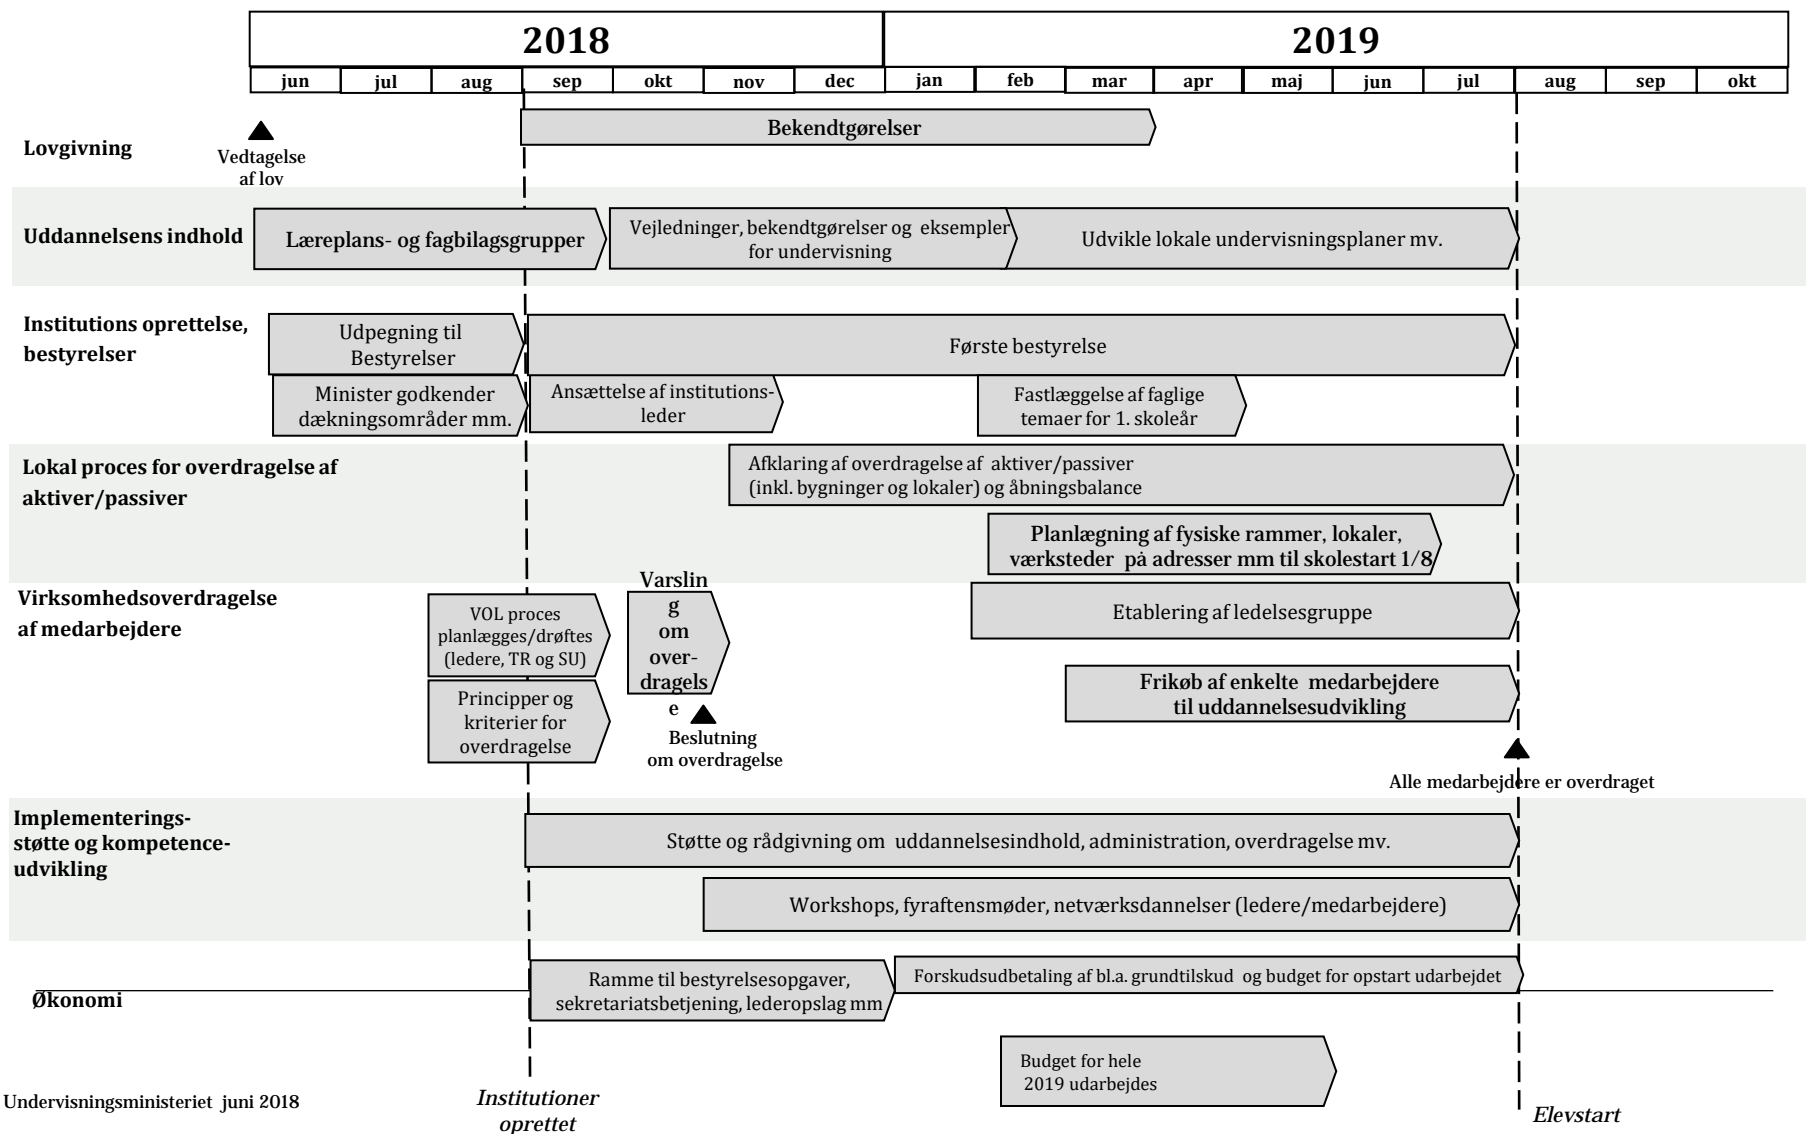 2018
2019
jun jul aug sep okt nov dec jan feb mar apr maj jun jul aug sep okt
Lovgivning
Vedtagelse
af lov
Bekendtgørelser
Uddannelsens indhold
Læreplans- og fagbilagsgrupper
Vejledninger, bekendtgørelser og eksempler
for undervisning
Udvikle lokale undervisningsplaner mv.
Institutions oprettelse,
bestyrelser
Udpegning til
Bestyrelser
Første bestyrelse
Minister godkender
dækningsområder mm.
Ansættelse af institutions-
leder
Fastlæggelse af faglige
temaer for 1. skoleår
Lokal proces for overdragelse af
aktiver/passiver
Afklaring af overdragelse af aktiver/passiver
(inkl. bygninger og lokaler) og åbningsbalance
Planlægning af fysiske rammer, lokaler,
værksteder på adresser mm til skolestart 1/8
Virksomhedsoverdragelse
af medarbejdere
VOL proces
planlægges/drøftes
(ledere, TR og SU)
Varslin
g
om
over-
dragels
e
Etablering af ledelsesgruppe
Principper og
kriterier for
overdragelse
Beslutning
om overdragelse
Frikøb af enkelte medarbejdere
til uddannelsesudvikling
Alle medarbejdere er overdraget
Implementerings-
støtte og kompetence-
udvikling
Støtte og rådgivning om uddannelsesindhold, administration, overdragelse mv.
Workshops, fyraftensmøder, netværksdannelser (ledere/medarbejdere)
Økonomi
Ramme til bestyrelsesopgaver,
sekretariatsbetjening, lederopslag mm
Forskudsudbetaling af bl.a. grundtilskud og budget for opstart udarbejdet
Budget for hele
2019 udarbejdes
Undervisningsministeriet juni 2018
Institutioner
oprettet
Elevstart